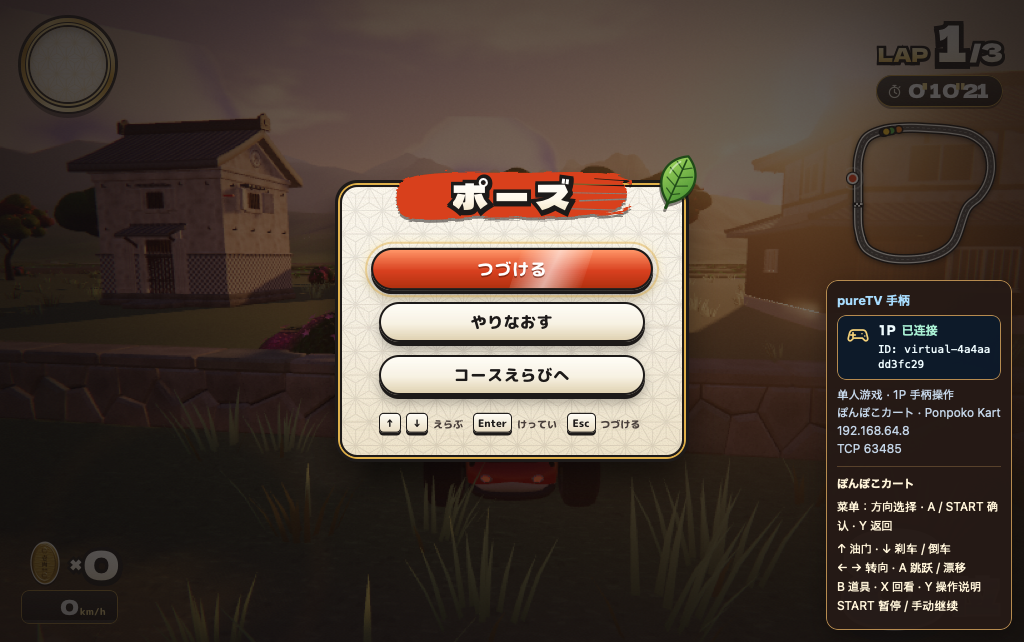 LAP 1/3
0'10"21
ポーズ
つづける
やりなおす
コースえらびへ
↑ ↓ えらぶ Enter けってい Esc つづける
×0
0 km/h
pureTV 手柄
1P 已连接
ID: virtual-4a4aa
dd3fc29
单人游戏 · 1P 手柄操作
ぽんぽこカート · Ponpoko Kart
192.168.64.8
TCP 63485
ぽんぽこカート
菜单：方向选择 · A / START 确
认 · Y 返回
↑ 油门 · ↓ 刹车 / 倒车
← → 转向 · A 跳跃 / 漂移
B 道具 · X 回看 · Y 操作说明
START 暂停 / 手动继续